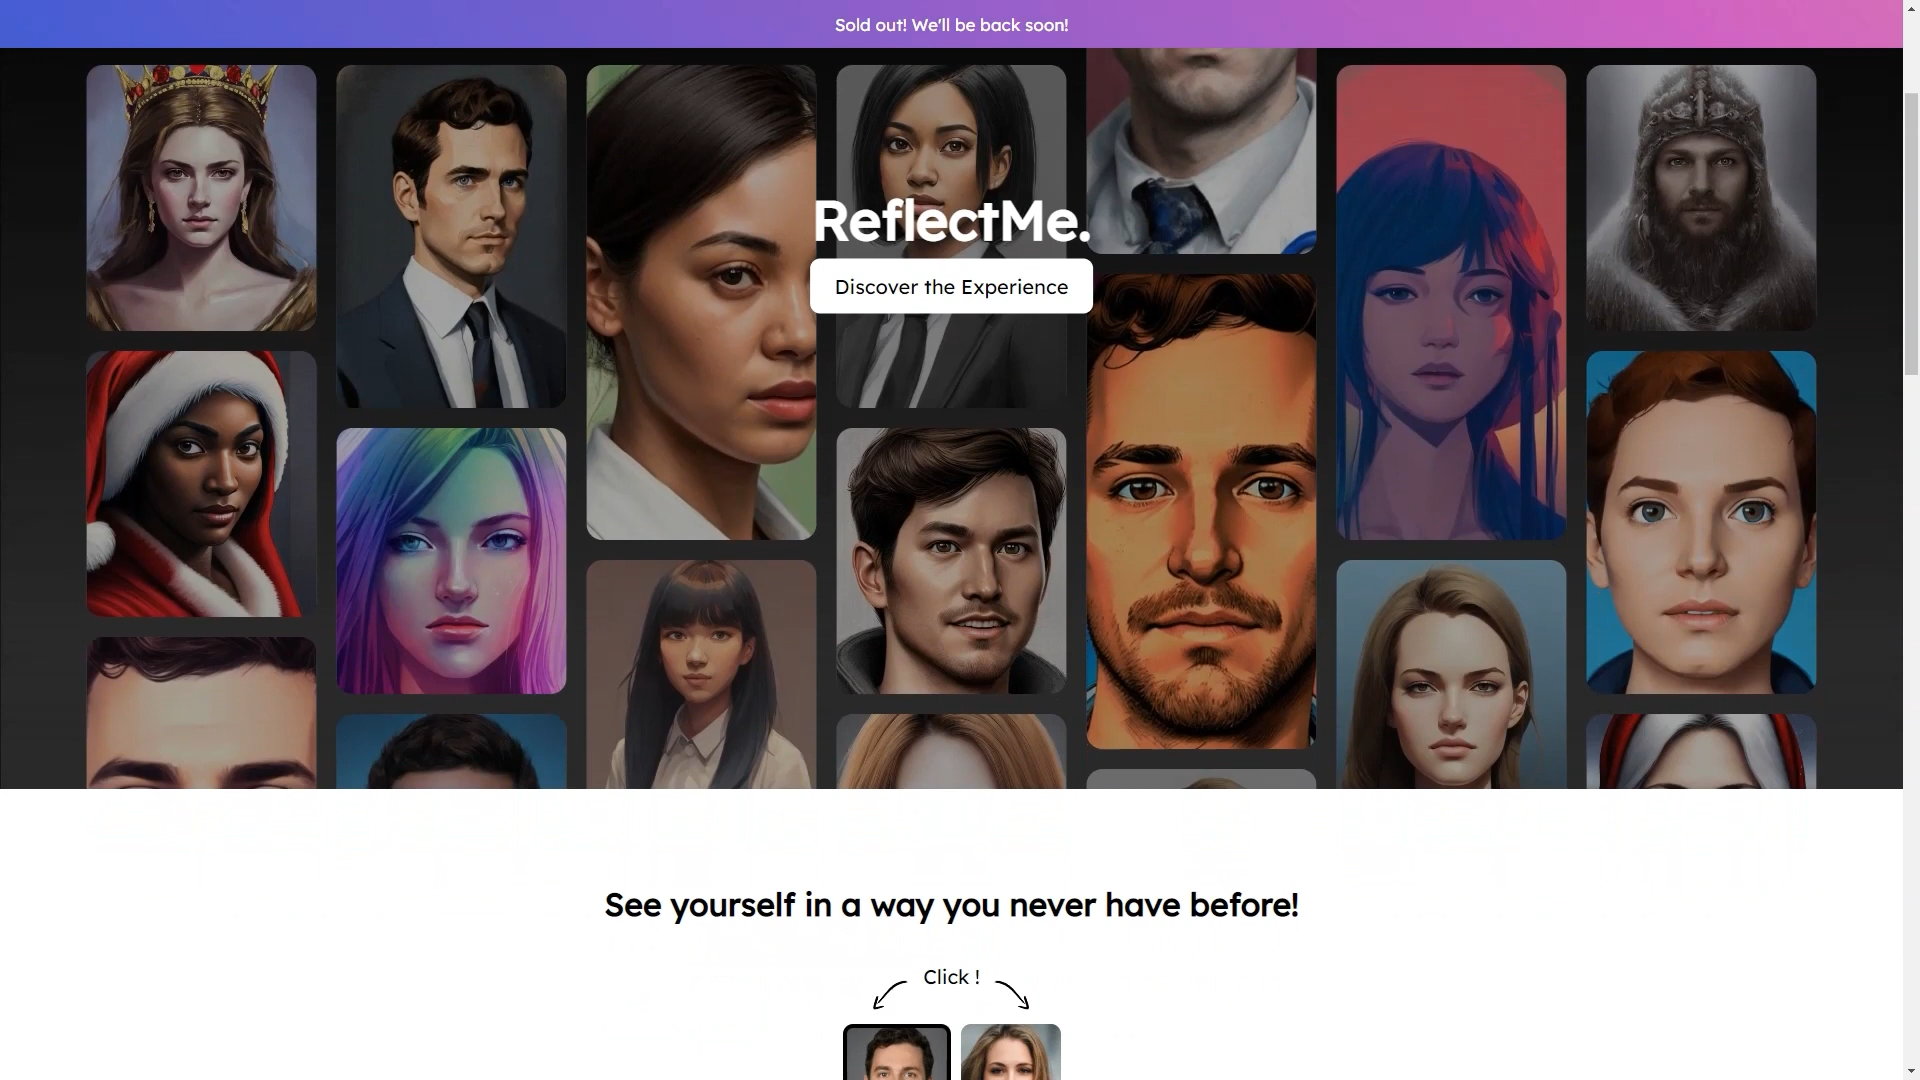 Sold out! We'll be back soon!
ReflectMe.
Discover the Experience
See yourself in a way you never have before!
Click !